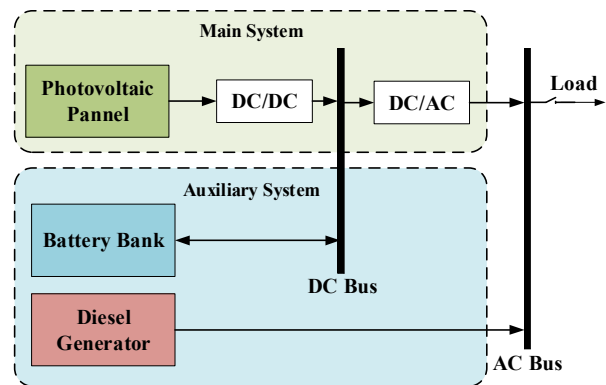 Main System
Photovoltaic
Pannel
DC/DC
DC/AC
Load
Auxiliary System
Battery Bank
DC Bus
Diesel
Generator
AC Bus